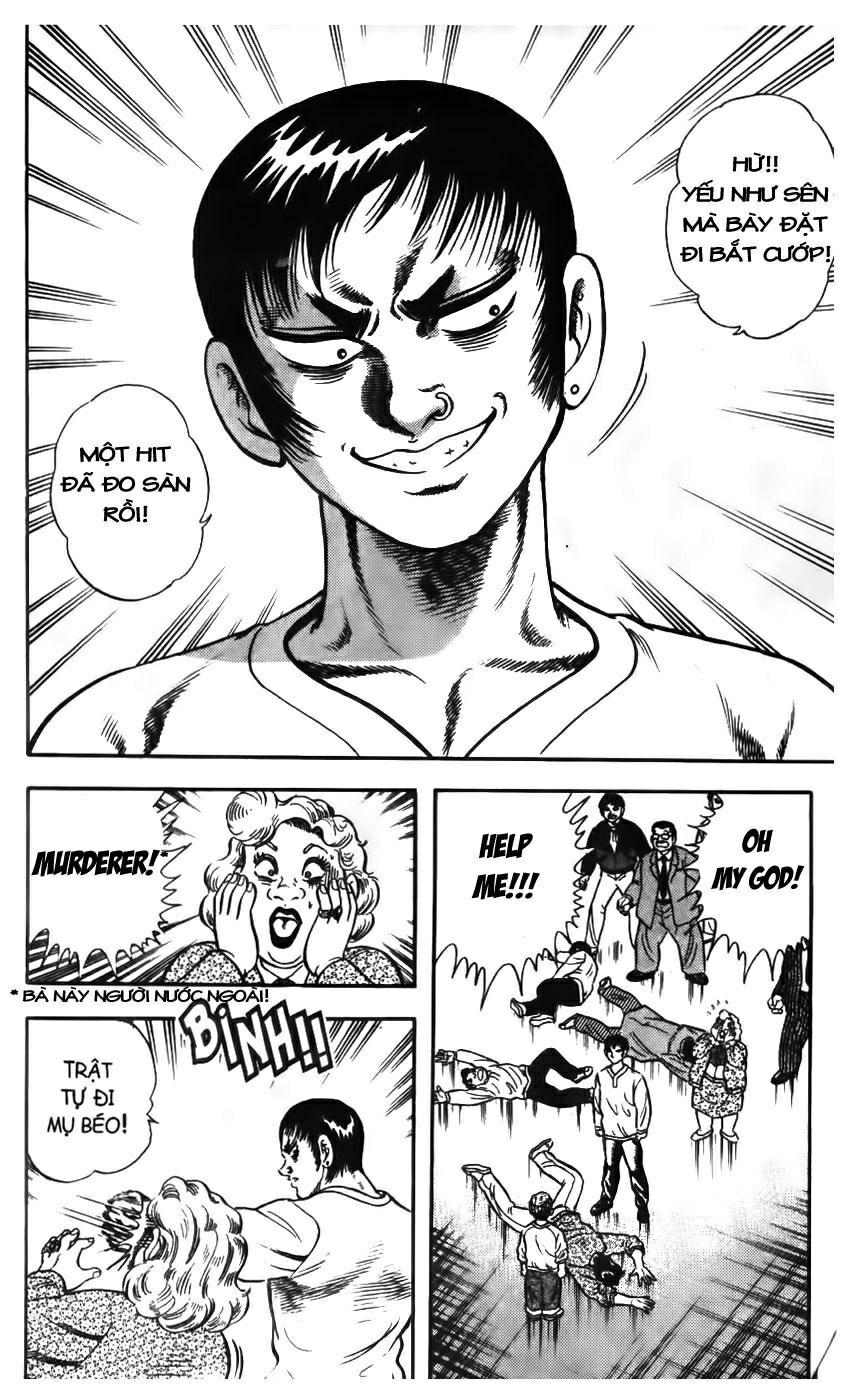 HỪ!!
YẾU NHƯ SÊN
MÀ BÀY ĐẶT
ĐI BẮT CƯỚP!
MỘT HIT
ĐÃ ĐO SÀN
RỒI!
OH
MY GOD!
HELP
ME!!!
MURDERER!*
* BÀ NÀY NGƯỜI NƯỚC NGOÀI!
BINH!!
TRẬT
TỰ ĐI
MỤ BÉO!